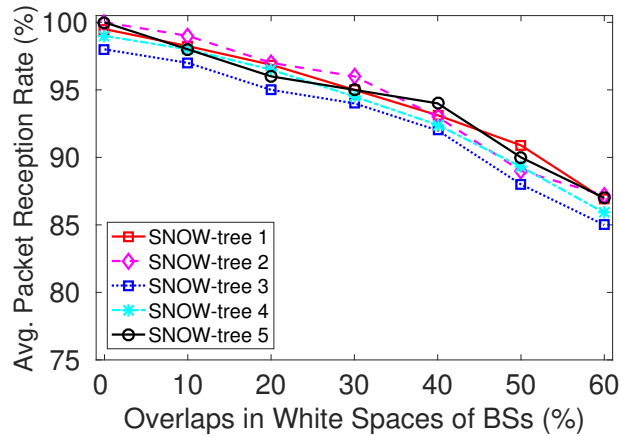 Avg. Packet Reception Rate (%)
100
95
90
85
80
75
SNOW-tree 1
SNOW-tree 2
SNOW-tree 3
SNOW-tree 4
SNOW-tree 5
0 10 20 30 40 50 60
Overlaps in White Spaces of BSs (%)